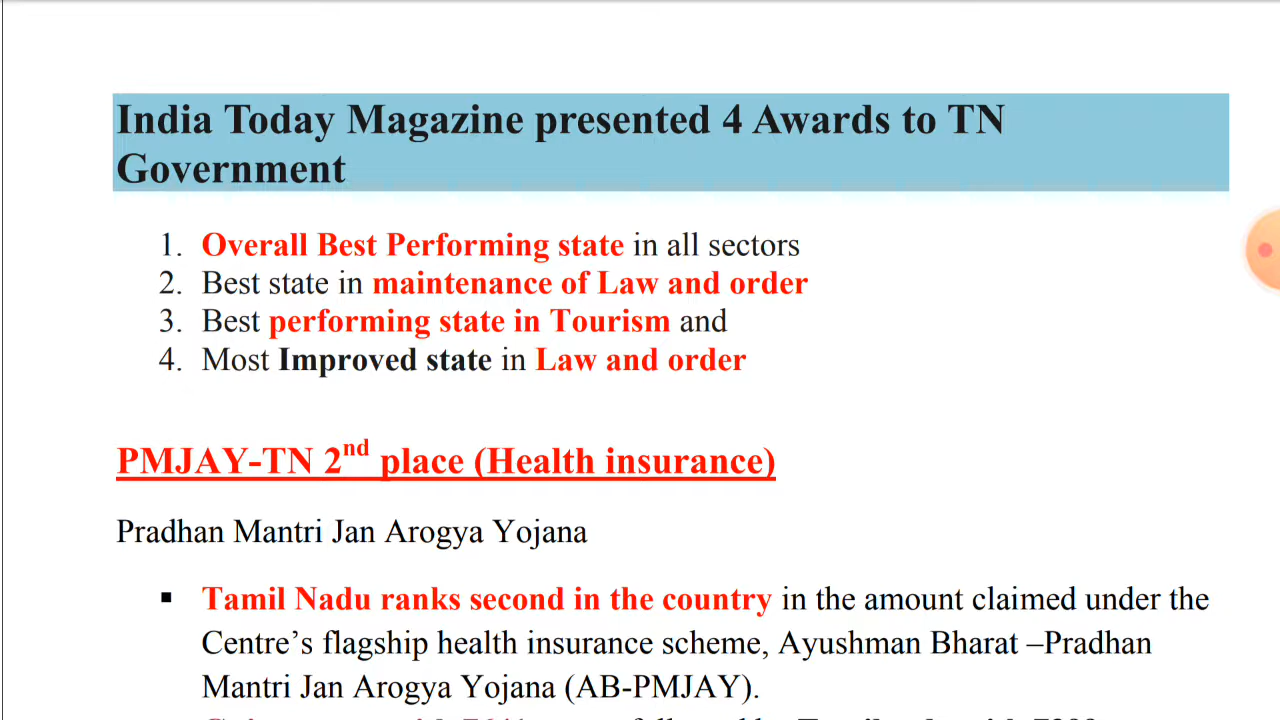 India Today Magazine presented 4 Awards to TN
Government
1. Overall Best Performing state in all sectors
2. Best state in maintenance of Law and order
3. Best performing state in Tourism and
4. Most Improved state in Law and order
PMJAY-TN 2nd place (Health insurance)
Pradhan Mantri Jan Arogya Yojana
▪ Tamil Nadu ranks second in the country in the amount claimed under the
Centre’s flagship health insurance scheme, Ayushman Bharat –Pradhan
Mantri Jan Arogya Yojana (AB-PMJAY).